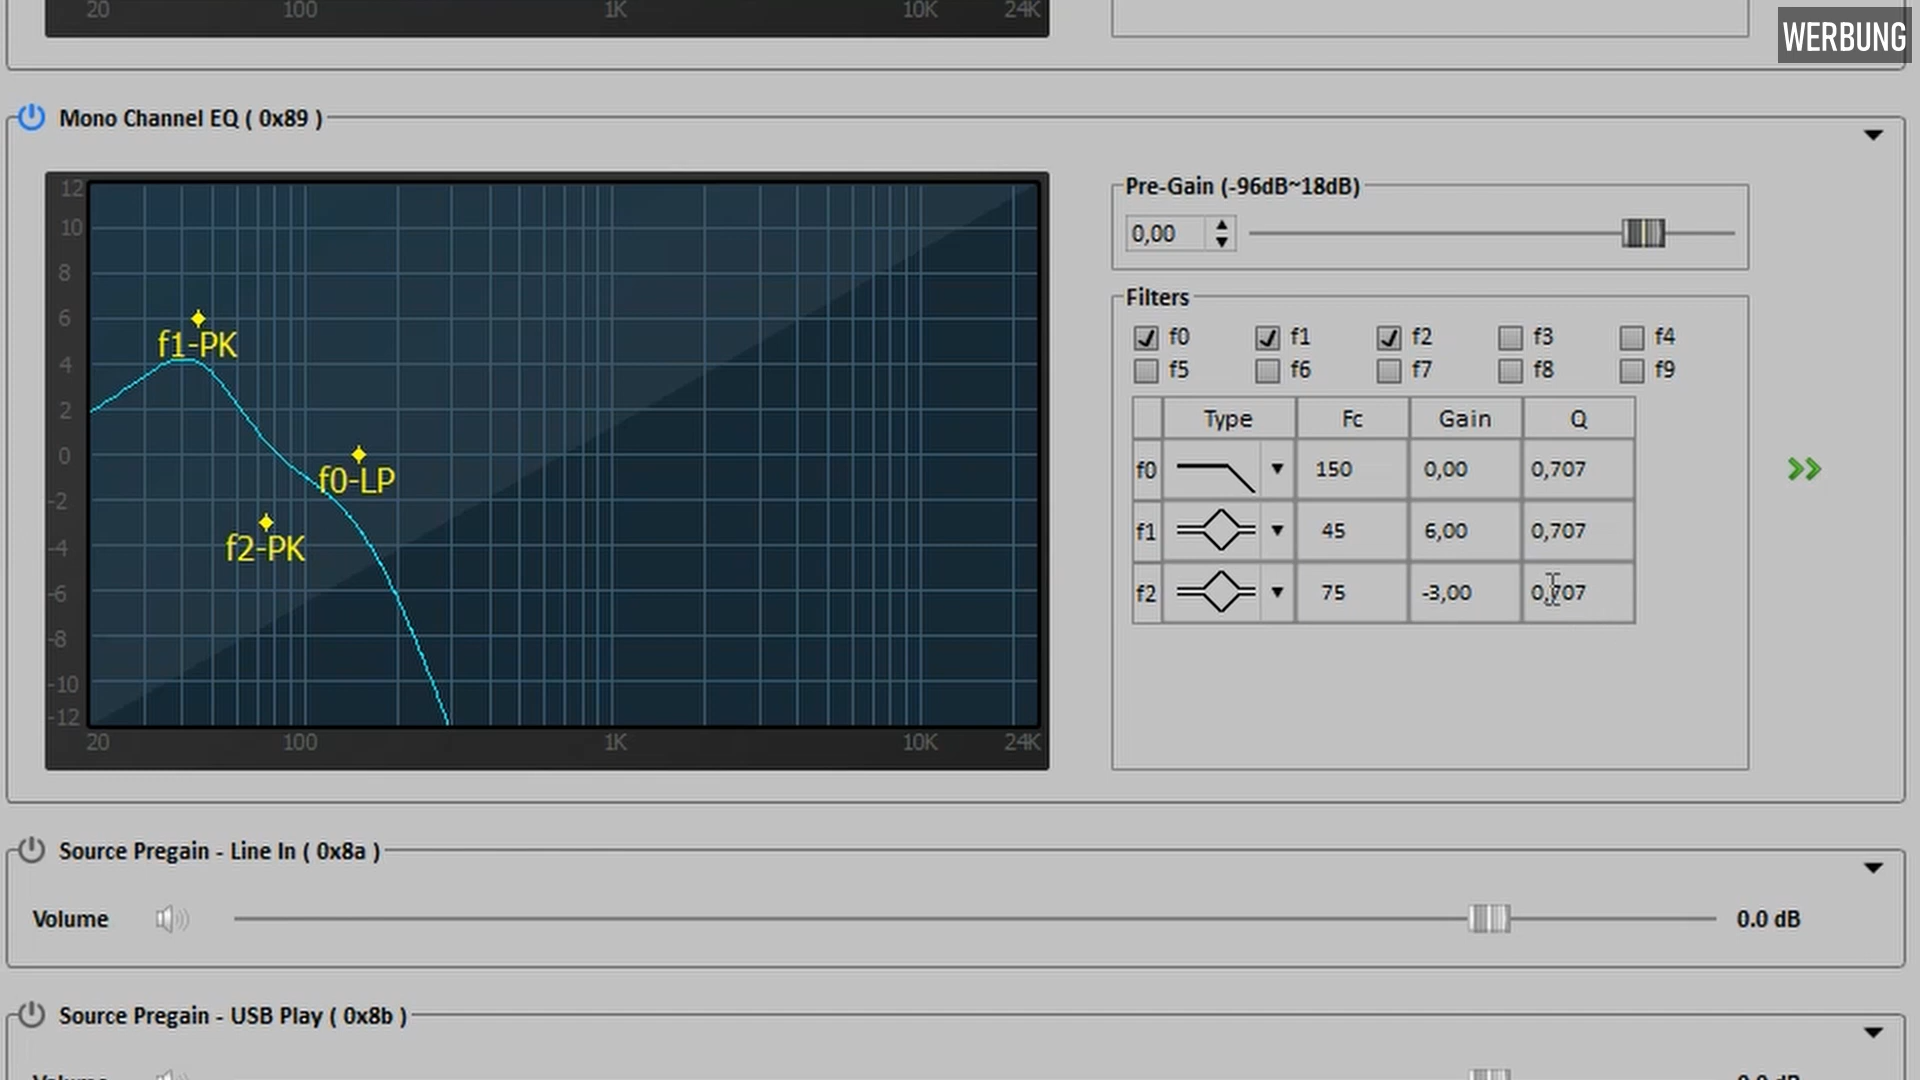 20 100 1K 10K 24K
WERBUNG
Mono Channel EQ ( 0x89 )
12
10
8
6
4
2
0
-2
-4
-6
-8
-10
-12
f1-PK
f0-LP
f2-PK
20 100 1K 10K 24K
Pre-Gain (-96dB~18dB)
0,00
Filters
f0 f1 f2 f3 f4
f5 f6 f7 f8 f9
Type Fc Gain Q
f0 150 0,00 0,707
f1 45 6,00 0,707
f2 75 -3,00 0,707
Source Pregain - Line In ( 0x8a )
Volume 0.0 dB
Source Pregain - USB Play ( 0x8b )
Volume 0.0 dB